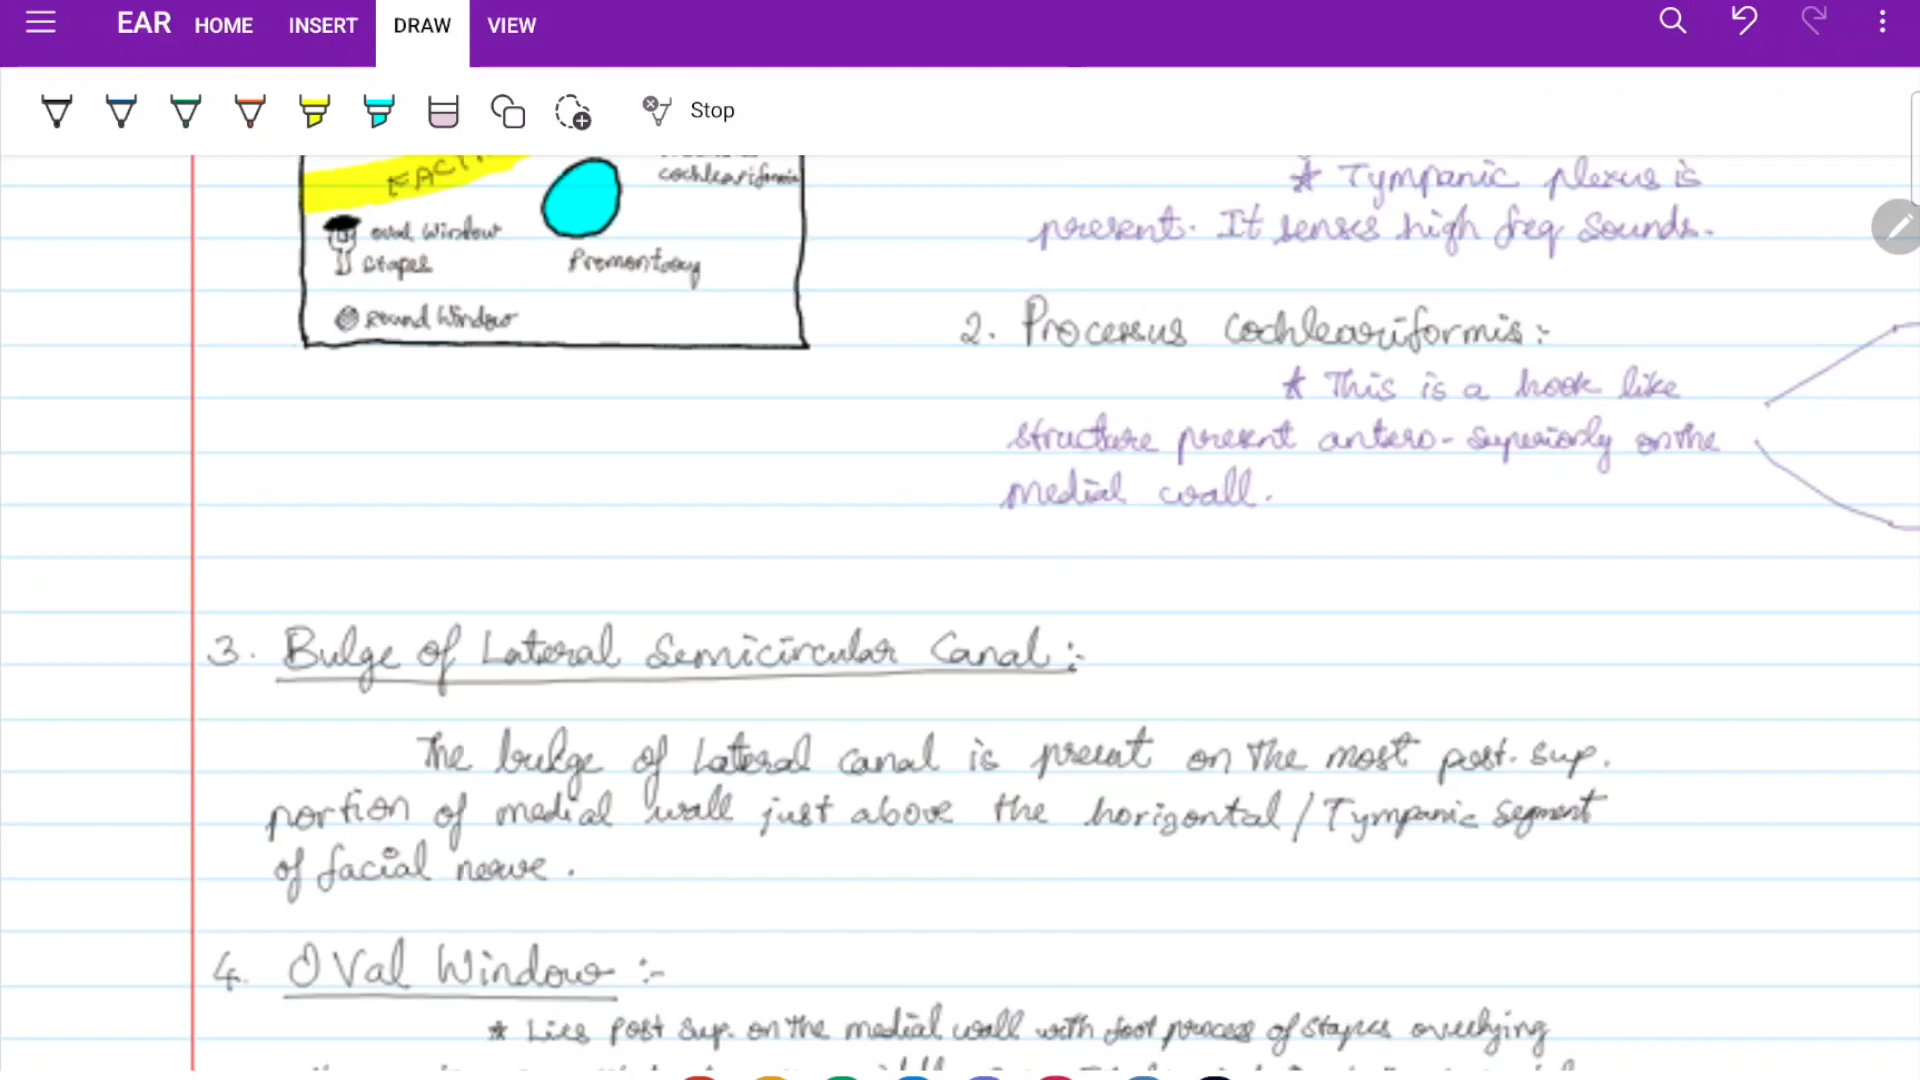 EAR HOME INSERT DRAW VIEW
Stop
FACI
cochleariformis
oval window
stapes
Promontory
Round Window
* Tympanic plexus is
present. It senses high freq sounds.
2. Processus Cochleariformis :-
* This is a hook like
structure present antero-superiorly on the
medial wall.
3. Bulge of Lateral Semicircular Canal :-
The bulge of Lateral canal is present on the most post. sup.
portion of medial wall just above the horizontal / Tympanic Segment
of facial nerve.
4. Oval Window :-
* Lies post sup. on the medial wall with foot process of stapes overlying